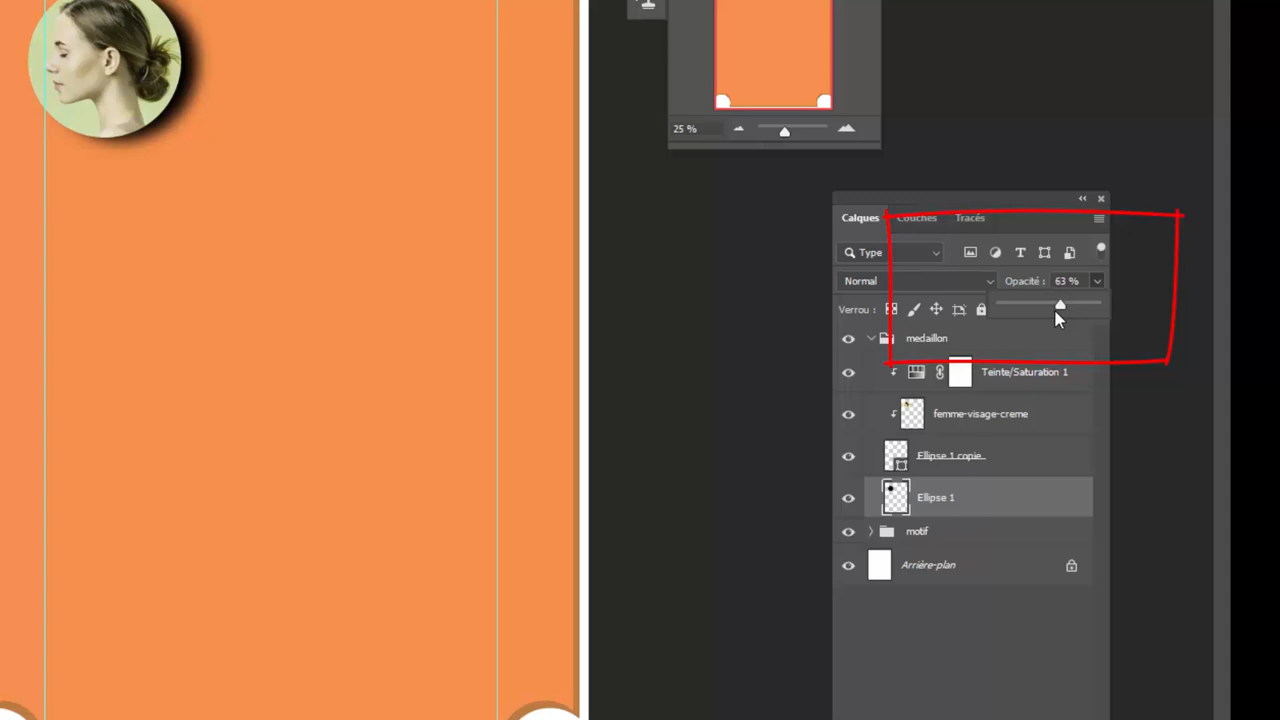 25 %
Calques Couches Tracés
Type
Normal Opacité : 63 %
Verrou :
medaillon
Teinte/Saturation 1
femme-visage-creme
Ellipse 1 copie
Ellipse 1
motif
Arrière-plan